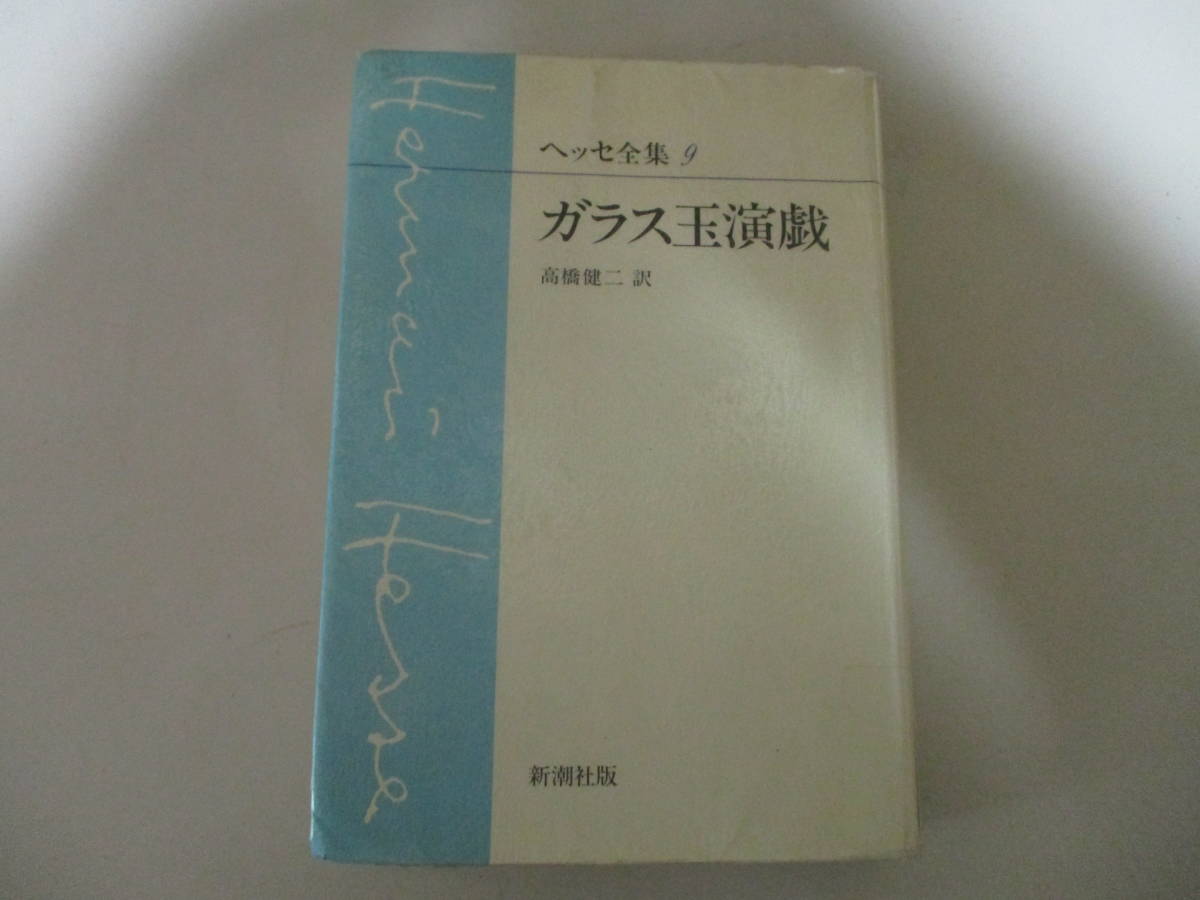 ヘッセ全集 9
ガラス玉演戯
高橋健二 訳
新潮社版
Hermann Hesse